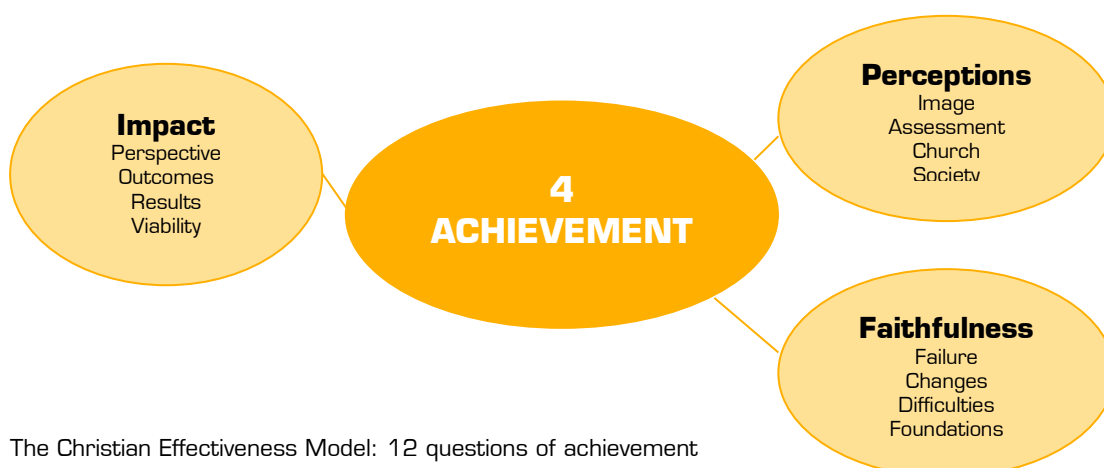 Impact
Perspective
Outcomes
Results
Viability
4
ACHIEVEMENT
Perceptions
Image
Assessment
Church
Society
Faithfulness
Failure
Changes
Difficulties
Foundations
The Christian Effectiveness Model: 12 questions of achievement